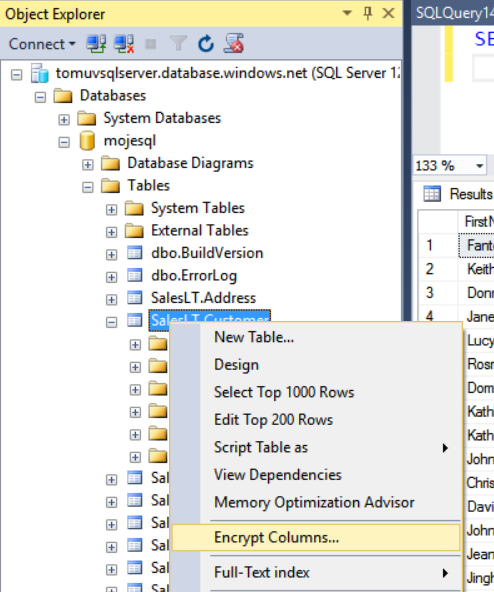 Object Explorer
Connect
tomuvsqlserver.database.windows.net (SQL Server 12
Databases
System Databases
mojesql
Database Diagrams
Tables
System Tables
External Tables
dbo.BuildVersion
dbo.ErrorLog
SalesLT.Address
SalesLT.Customer
Sal
Sal
Sal
Sal
Sal
Sal
New Table...
Design
Select Top 1000 Rows
Edit Top 200 Rows
Script Table as
View Dependencies
Memory Optimization Advisor
Encrypt Columns...
Full-Text index
SQLQuery14
SE
133 %
Results
FirstN
1 Fanto
2 Keith
3 Donn
4 Jane
Lucy
Rosm
Dom
Kath
Kath
John
Chris
Davi
John
Jean
Jingh